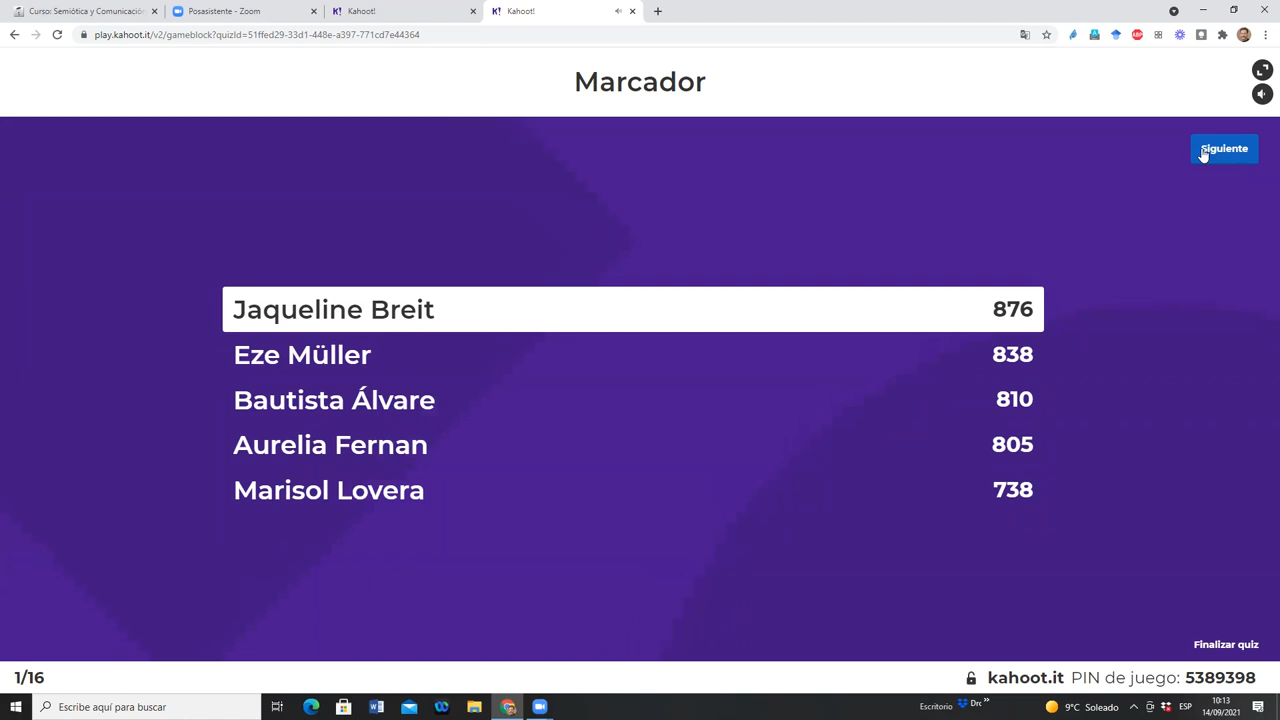 Curso: Semiótica y Comunicación
Posasistente - Zoom
K! Kahoot!
K! Kahoot!
play.kahoot.it/v2/gameblock?quizId=51ffed29-33d1-448e-a397-771cd7e44364
ABP
Marcador
Siguiente
Jaqueline Breit 876
Eze Müller 838
Bautista Álvare 810
Aurelia Fernan 805
Marisol Lovera 738
Finalizar quiz
1/16
kahoot.it PIN de juego: 5389398
Escribe aquí para buscar
Escritorio
9°C Soleado
ESP
10:13
14/09/2021